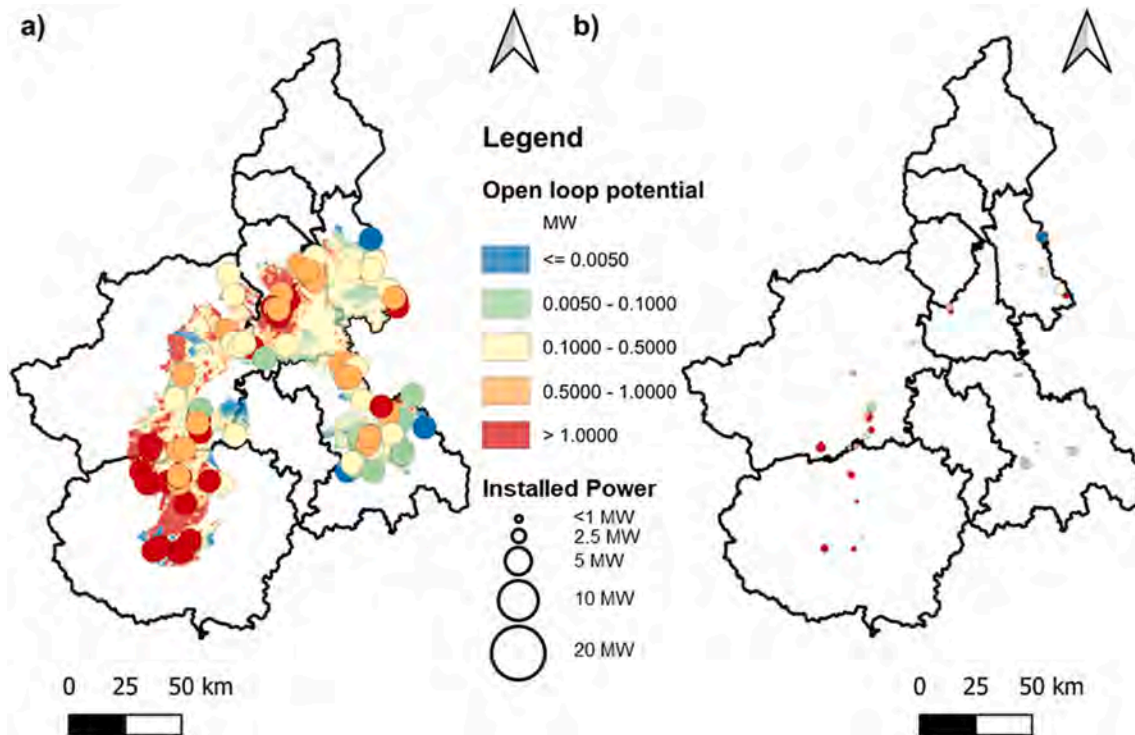 a)
b)
Legend
Open loop potential
MW
<= 0.0050
0.0050 - 0.1000
0.1000 - 0.5000
0.5000 - 1.0000
> 1.0000
Installed Power
<1 MW
2.5 MW
5 MW
10 MW
20 MW
0 25 50 km
0 25 50 km